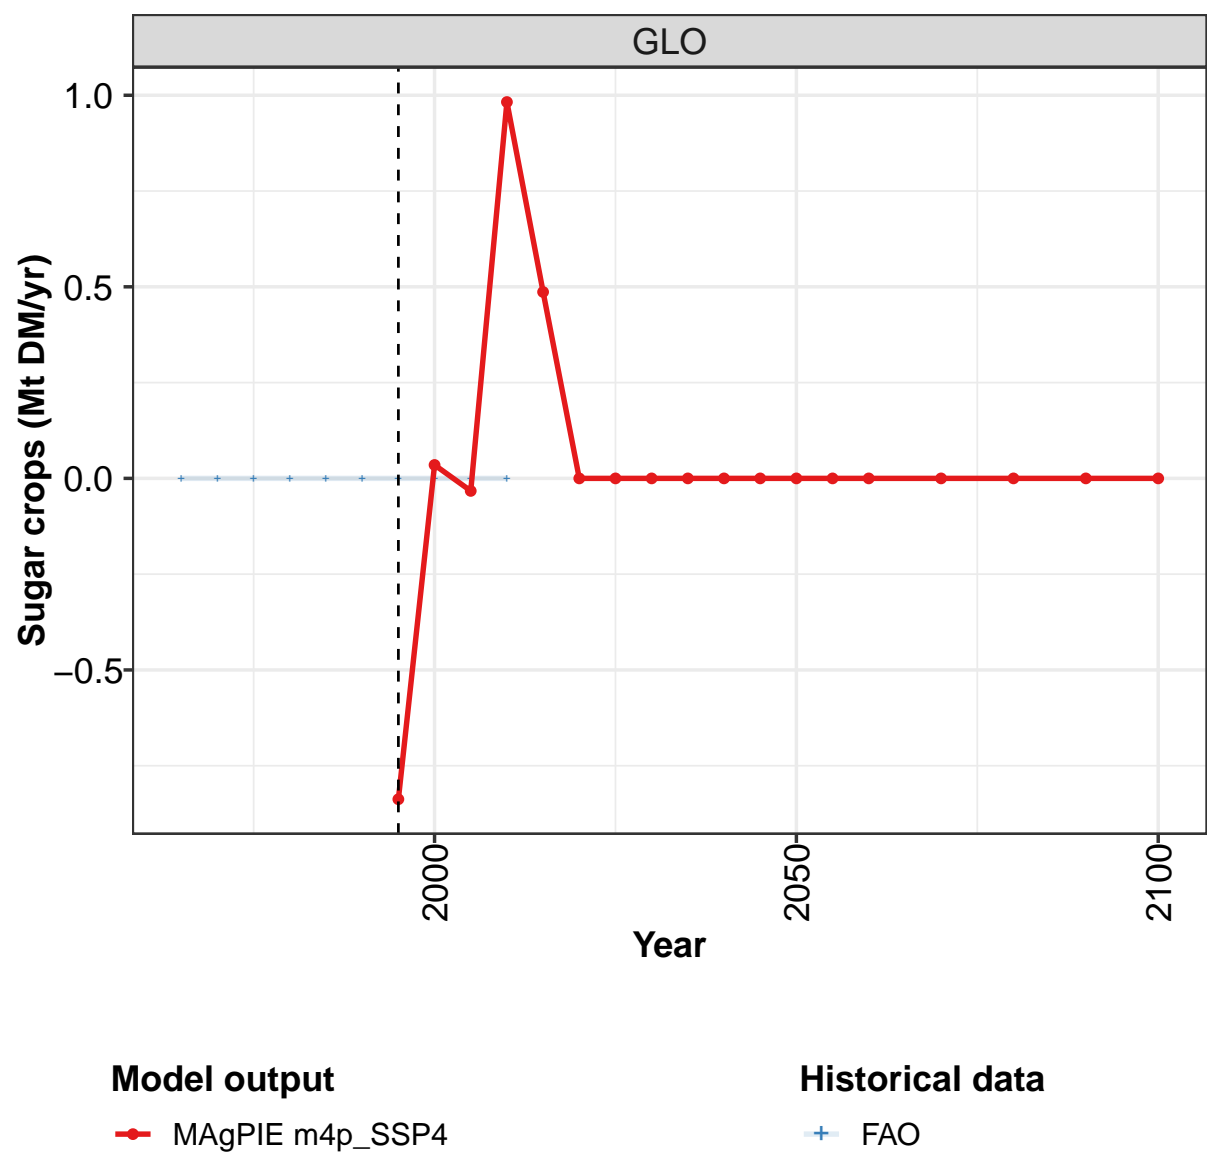 GLO
Sugar crops (Mt DM/yr)
1.0
0.5
0.0
−0.5
2000
2050
2100
Year
Model output
MAgPIE m4p_SSP4
Historical data
FAO